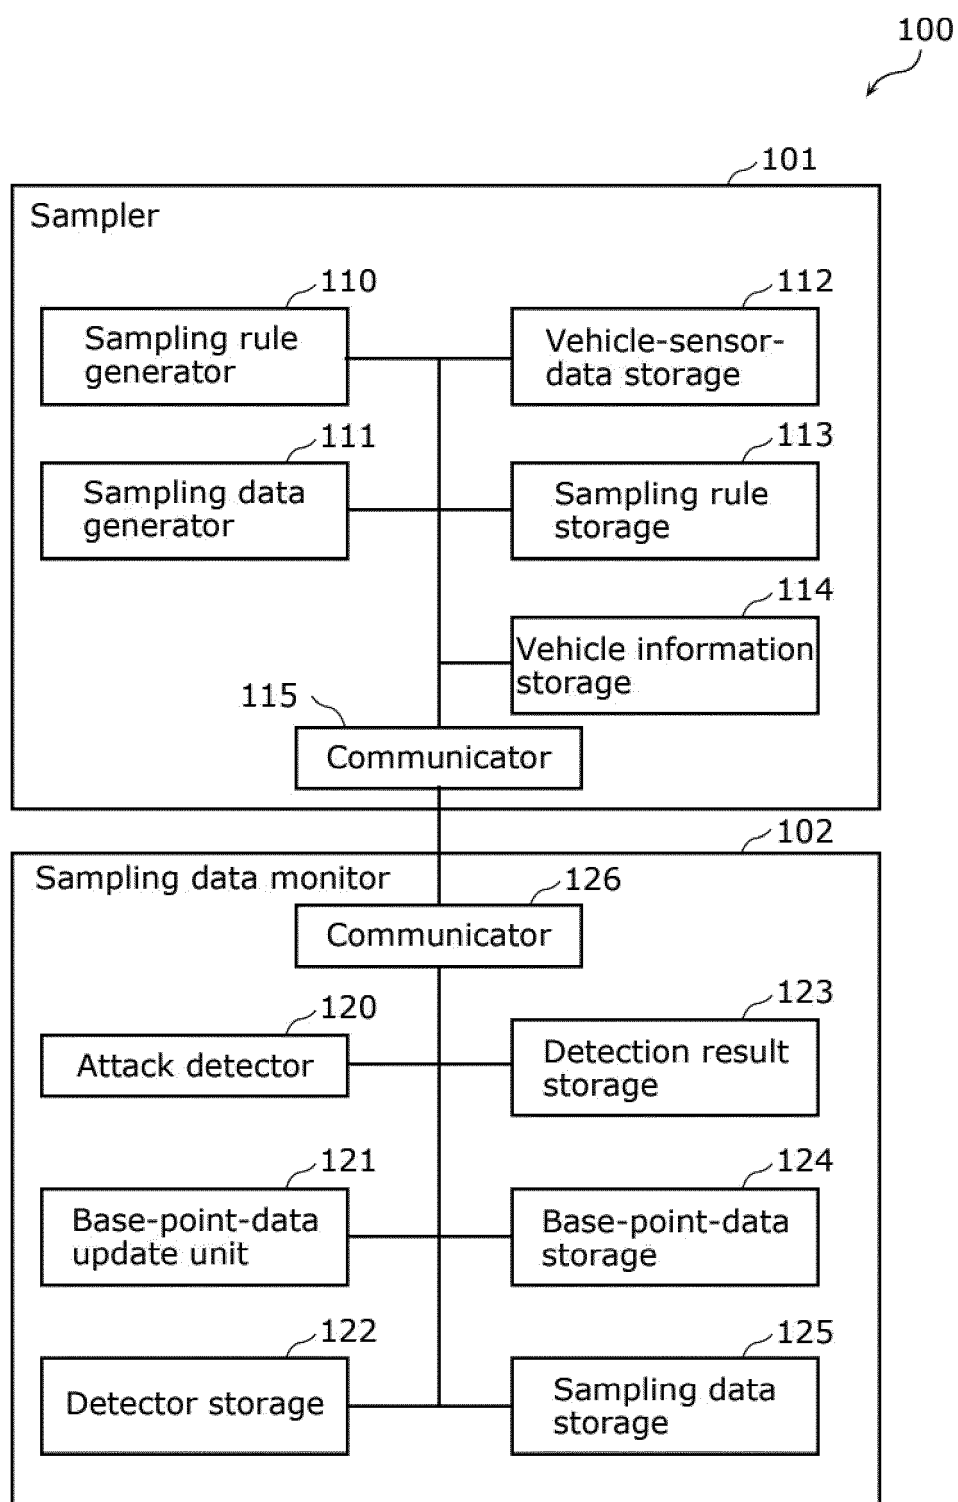 100
101
Sampler
110
Sampling rule
generator
112
Vehicle-sensor-
data storage
111
Sampling data
generator
113
Sampling rule
storage
114
Vehicle information
storage
115
Communicator
102
Sampling data monitor
126
Communicator
120
Attack detector
123
Detection result
storage
121
Base-point-data
update unit
124
Base-point-data
storage
122
Detector storage
125
Sampling data
storage